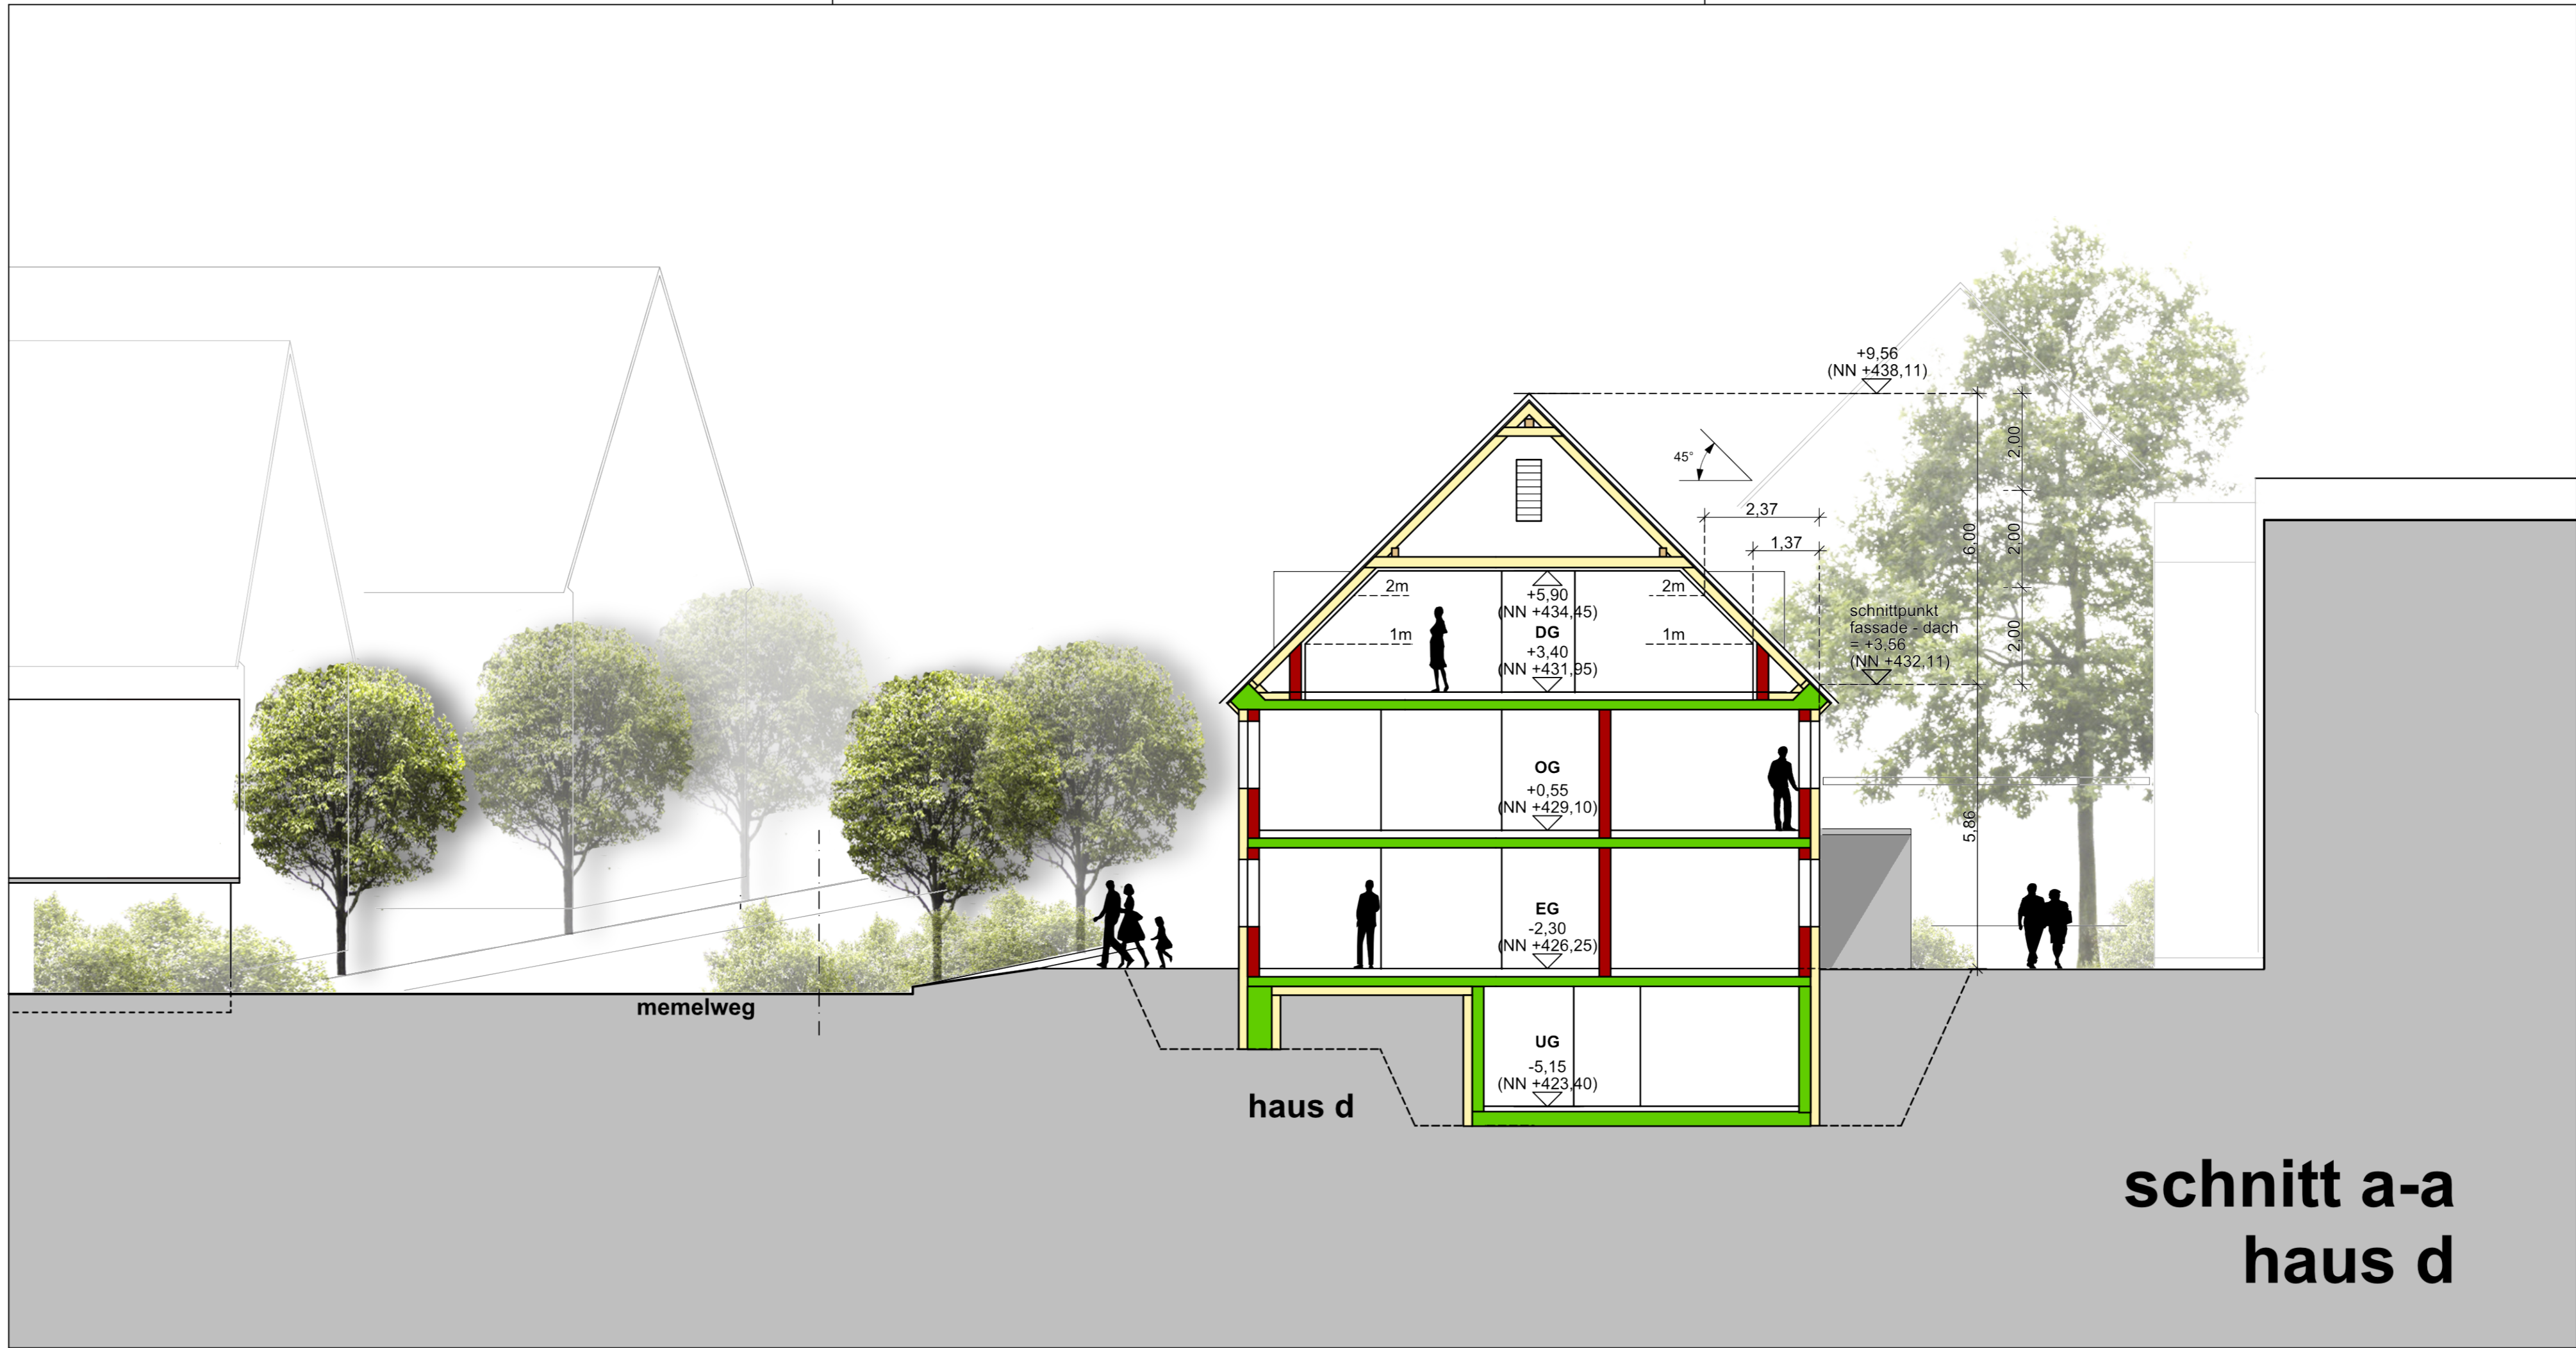 +9,56
(NN +438,11)
2,00
45°
2,37
6,00
2,00
1,37
2m
+5,90
(NN +434,45)
2m
schnittpunkt
fassade - dach
= +3,56
(NN +432,11)
1m
DG
1m
2,00
+3,40
(NN +431,95)
OG
+0,55
(NN +429,10)
5,86
EG
-2,30
(NN +426,25)
memelweg
UG
-5,15
(NN +423,40)
haus d
schnitt a-a
haus d